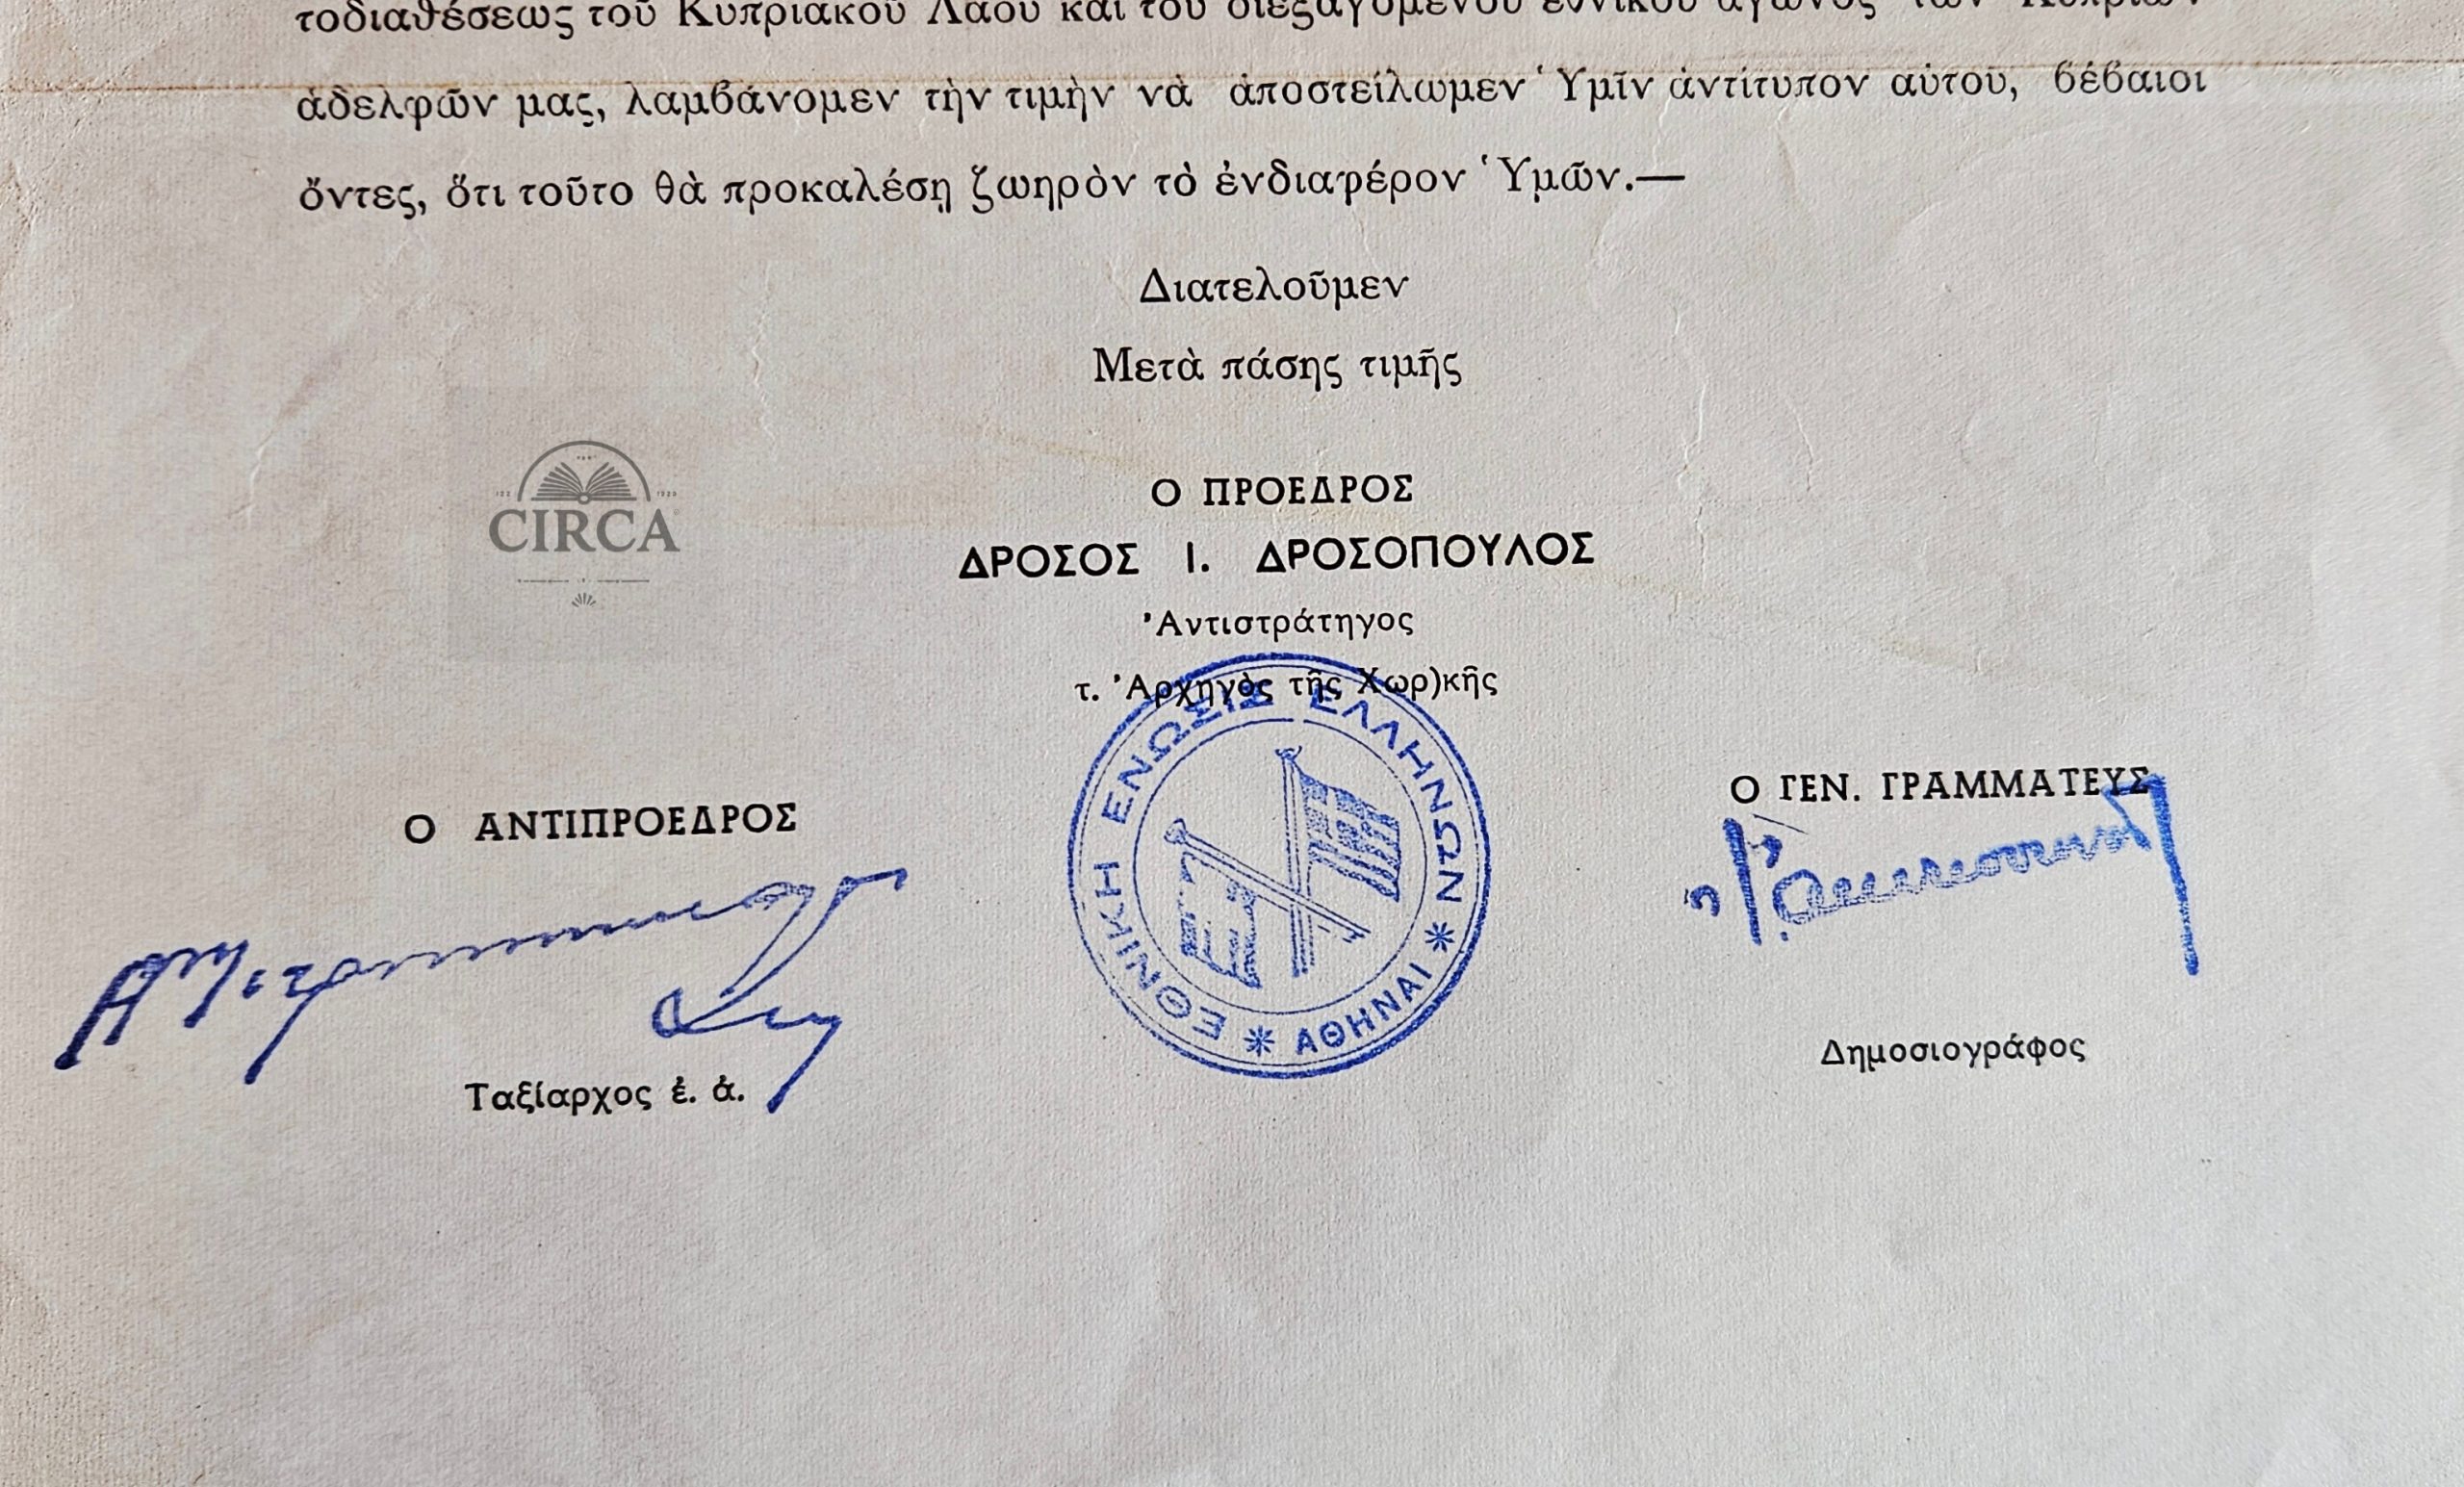 τοδιαθέσεως τοῦ Κυπριακοῦ Λαοῦ καὶ τοῦ διεξαγομένου ἐθνικοῦ ἀγῶνος τῶν Κυπρίων
ἀδελφῶν μας, λαμβάνομεν τὴν τιμὴν νὰ ἀποστείλωμεν Ὑμῖν ἀντίτυπον αὐτοῦ, βέβαιοι
ὄντες, ὅτι τοῦτο θὰ προκαλέσῃ ζωηρὸν τὸ ἐνδιαφέρον Ὑμῶν.—
Διατελοῦμεν
Μετὰ πάσης τιμῆς
CIRCA
Ο ΠΡΟΕΔΡΟΣ
ΔΡΟΣΟΣ Ι. ΔΡΟΣΟΠΟΥΛΟΣ
Ἀντιστράτηγος
τ. Ἀρχηγὸς τῆς Χωρ)κῆς
ΕΘΝΙΚΗ ΕΝΩΣΙΣ ΕΛΛΗΝΩΝ * ΑΘΗΝΑΙ *
Ο ΑΝΤΙΠΡΟΕΔΡΟΣ
Ταξίαρχος ἐ. ἀ.
Ο ΓΕΝ. ΓΡΑΜΜΑΤΕΥΣ
Δημοσιογράφος